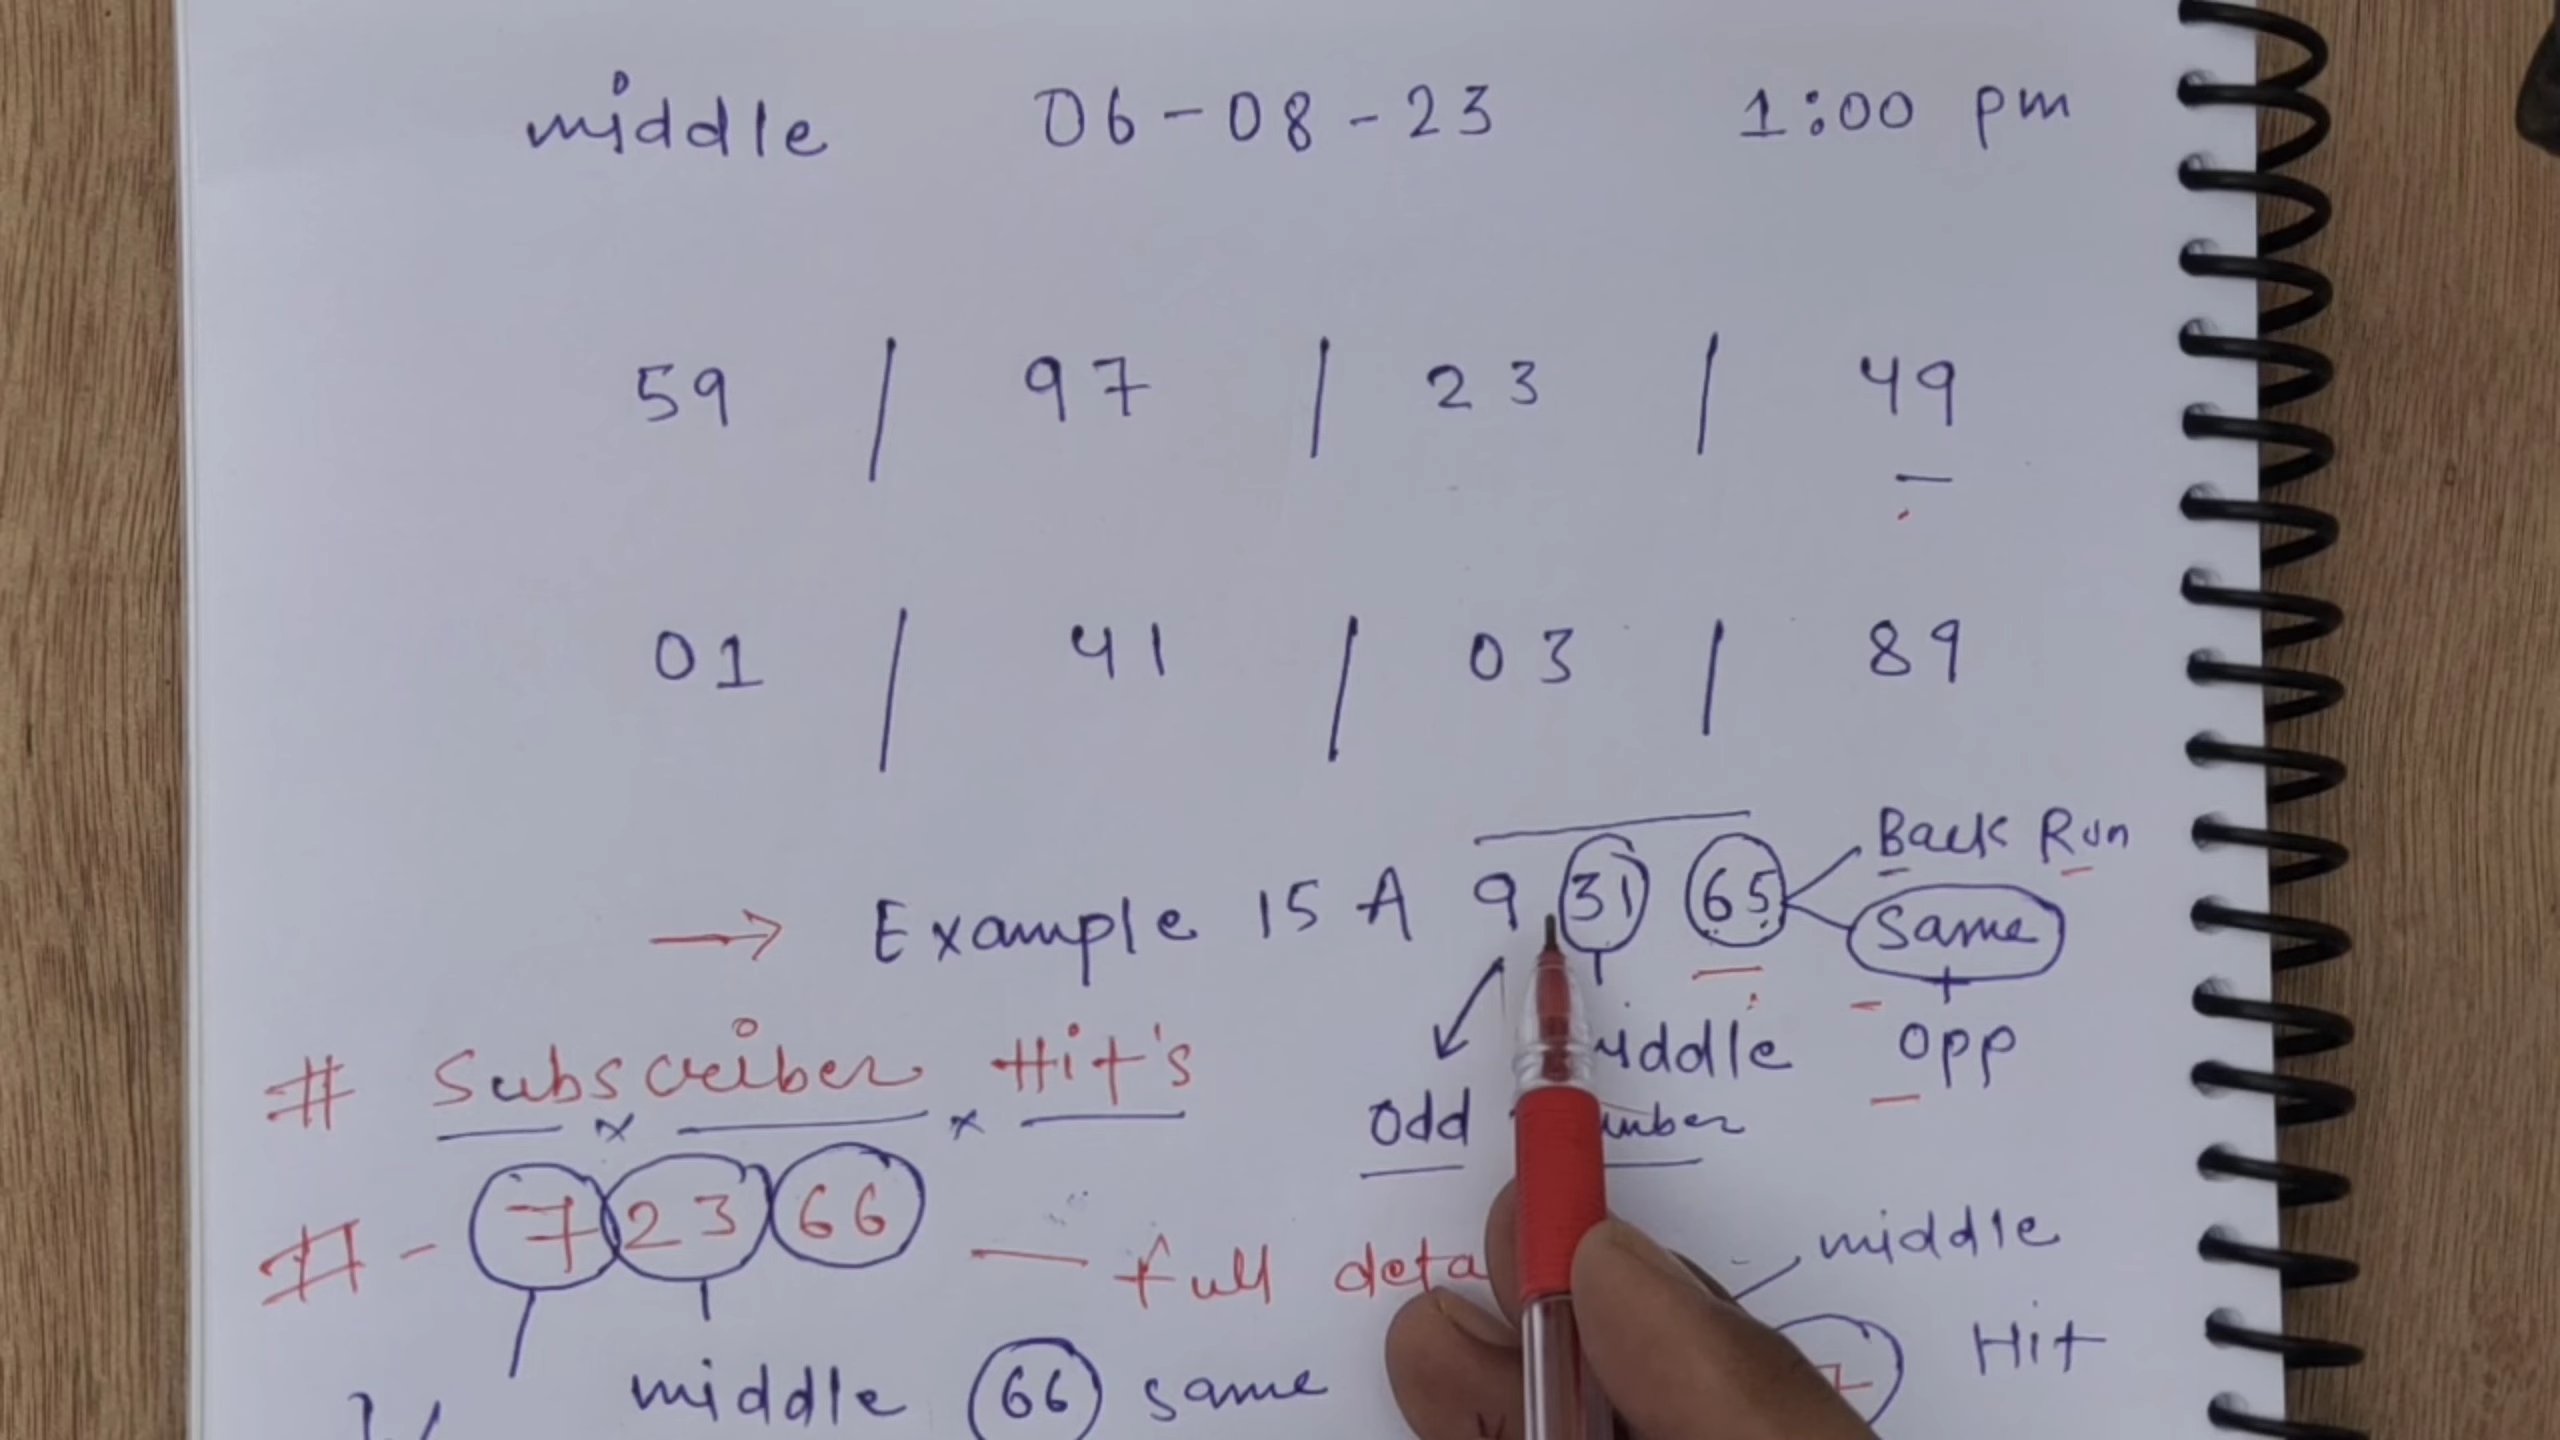 middle 06-08-23 1:00 pm
59 / 97 / 23 / 49
01 / 41 / 03 / 89
Back Run
→ Example 15 A 9 31 65 Same
middle Opp
# Subscriber Hit's
Odd
# - 7 23 66 — full
middle
Hit
middle 66 same